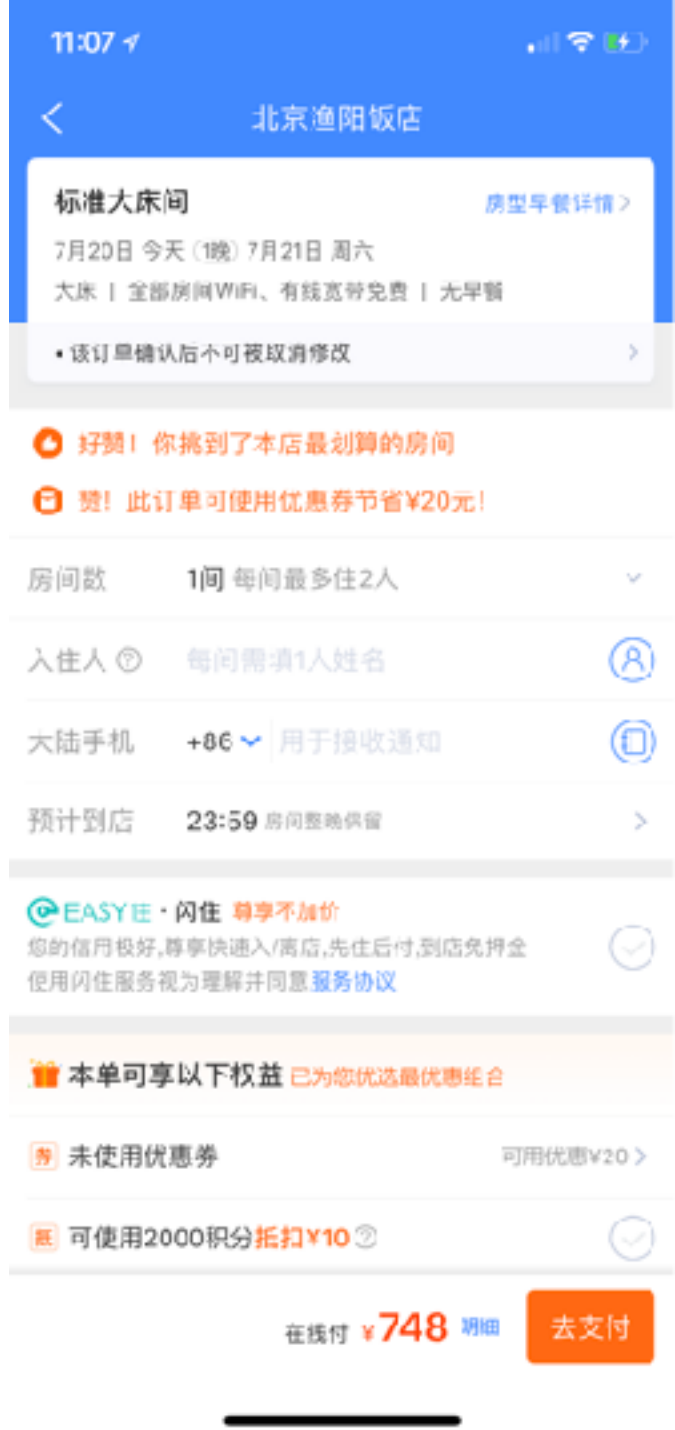 11:07
北京渔阳饭店
标准大床间 房型早餐详情
7月20日 今天 (1晚) 7月21日 周六
大床 | 全部房间WiFi、有线宽带免费 | 无早餐
• 该订单确认后不可被取消修改
好赞！你挑到了本店最划算的房间
赞！此订单可使用优惠券节省¥20元！
房间数 1间 每间最多住2人
入住人 每间需填1人姓名
大陆手机 +86 用于接收通知
预计到店 23:59 房间整晚保留
EASY住·闪住 尊享不加价
您的信用极好,尊享快速入/离店,先住后付,到店免押金
使用闪住服务视为理解并同意服务协议
本单可享以下权益 已为您优选最优惠组合
券 未使用优惠券 可用优惠¥20
抵 可使用2000积分抵扣¥10
在线付 ¥748 明细 去支付